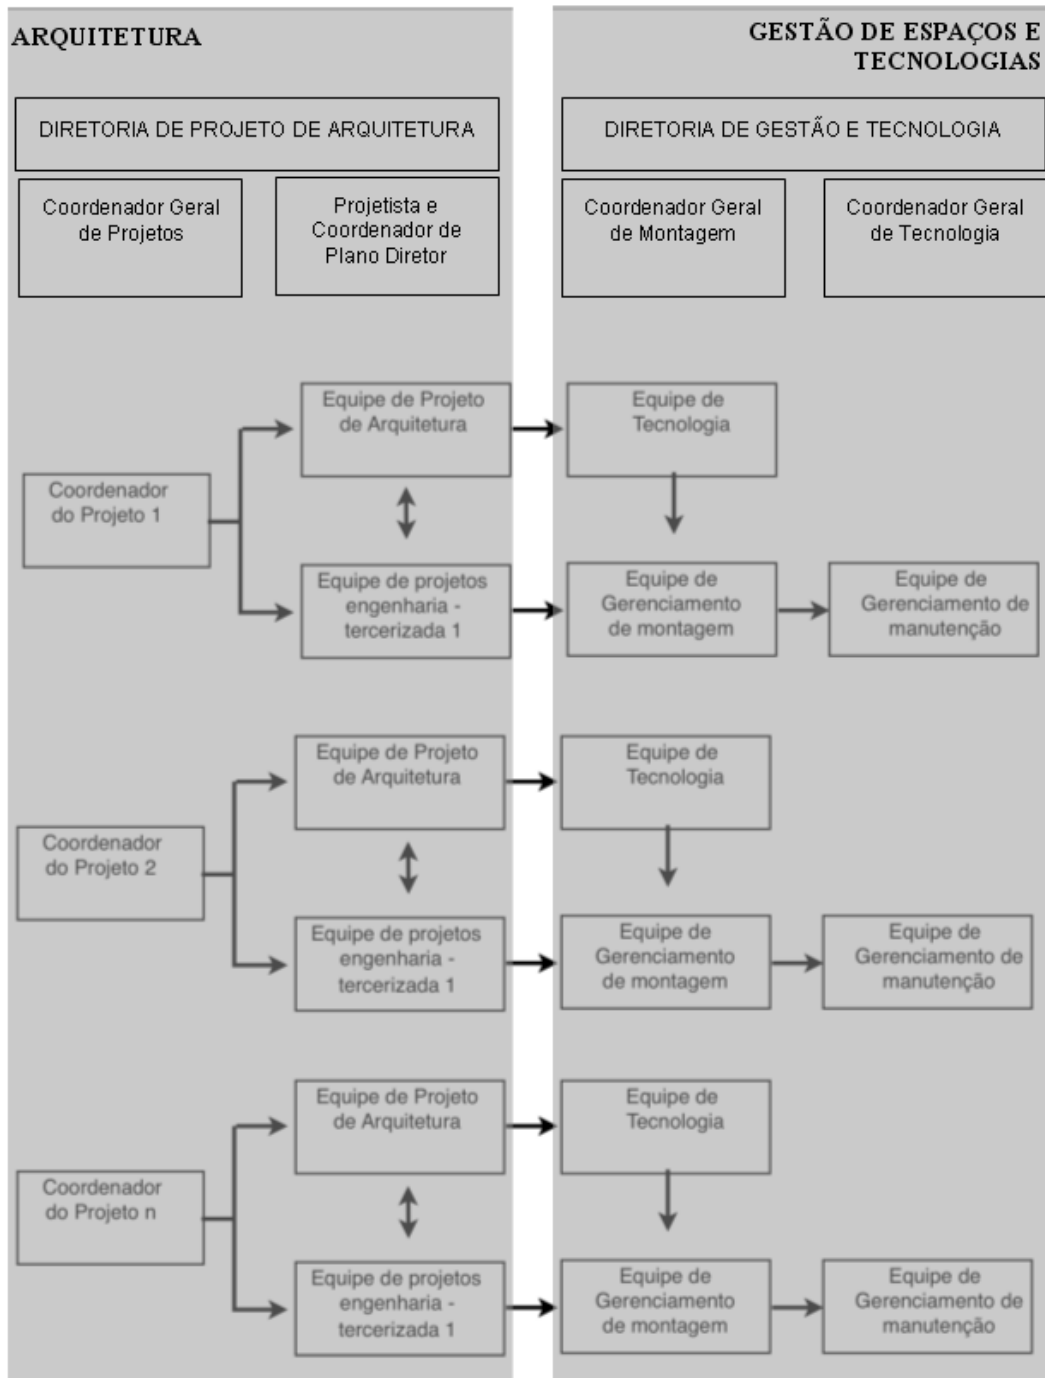 ARQUITETURA
GESTÃO DE ESPAÇOS E
TECNOLOGIAS
DIRETORIA DE PROJETO DE ARQUITETURA
DIRETORIA DE GESTÃO E TECNOLOGIA
Coordenador Geral
de Projetos
Projetista e
Coordenador de
Plano Diretor
Coordenador Geral
de Montagem
Coordenador Geral
de Tecnologia
Coordenador
do Projeto 1
Equipe de Projeto
de Arquitetura
Equipe de
Tecnologia
Equipe de projetos
engenharia -
tercerizada 1
Equipe de
Gerenciamento
de montagem
Equipe de
Gerenciamento de
manutenção
Coordenador
do Projeto 2
Equipe de Projeto
de Arquitetura
Equipe de
Tecnologia
Equipe de projetos
engenharia -
tercerizada 1
Equipe de
Gerenciamento
de montagem
Equipe de
Gerenciamento de
manutenção
Coordenador
do Projeto n
Equipe de Projeto
de Arquitetura
Equipe de
Tecnologia
Equipe de projetos
engenharia -
tercerizada 1
Equipe de
Gerenciamento
de montagem
Equipe de
Gerenciamento de
manutenção